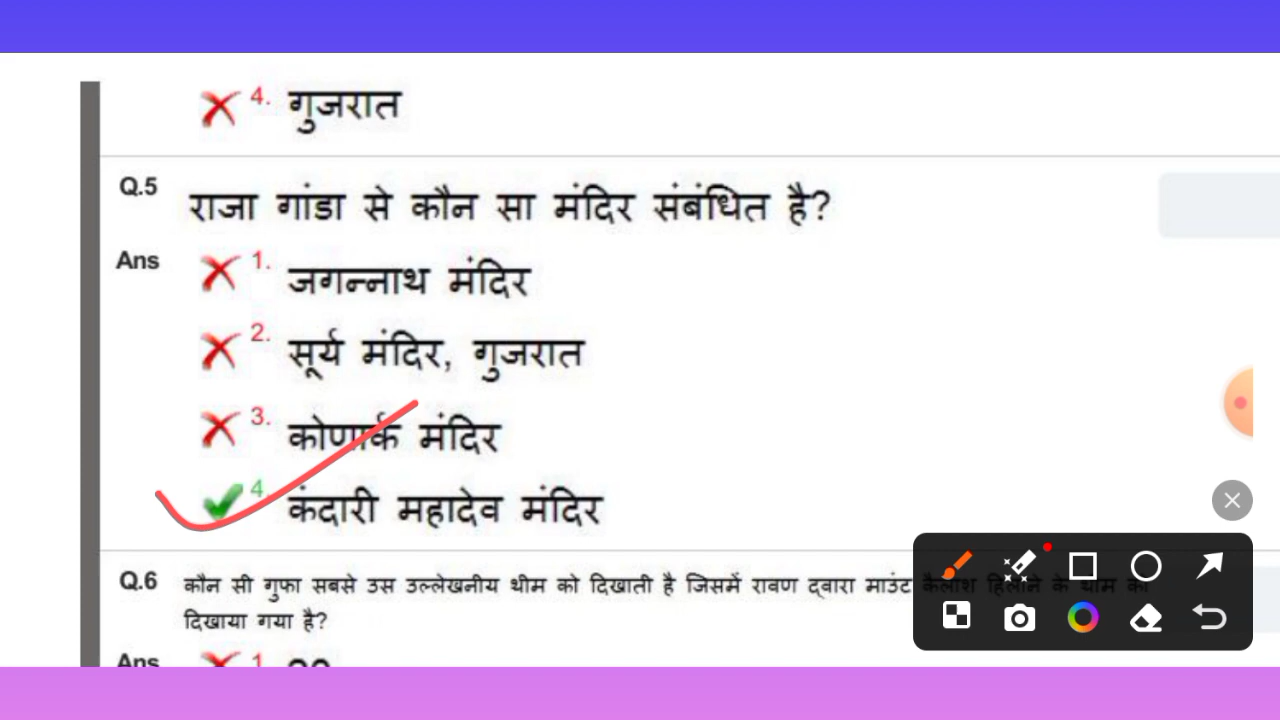 4. गुजरात
Q.5 राजा गांडा से कौन सा मंदिर संबंधित है?
Ans 1. जगन्नाथ मंदिर
2. सूर्य मंदिर, गुजरात
3. कोणार्क मंदिर
4. कंदारी महादेव मंदिर
Q.6 कौन सी गुफा सबसे उस उल्लेखनीय थीम को दिखाती है जिसमें रावण द्वारा माउंट कैलाश हिलाने के थीम को
दिखाया गया है?
Ans 1.